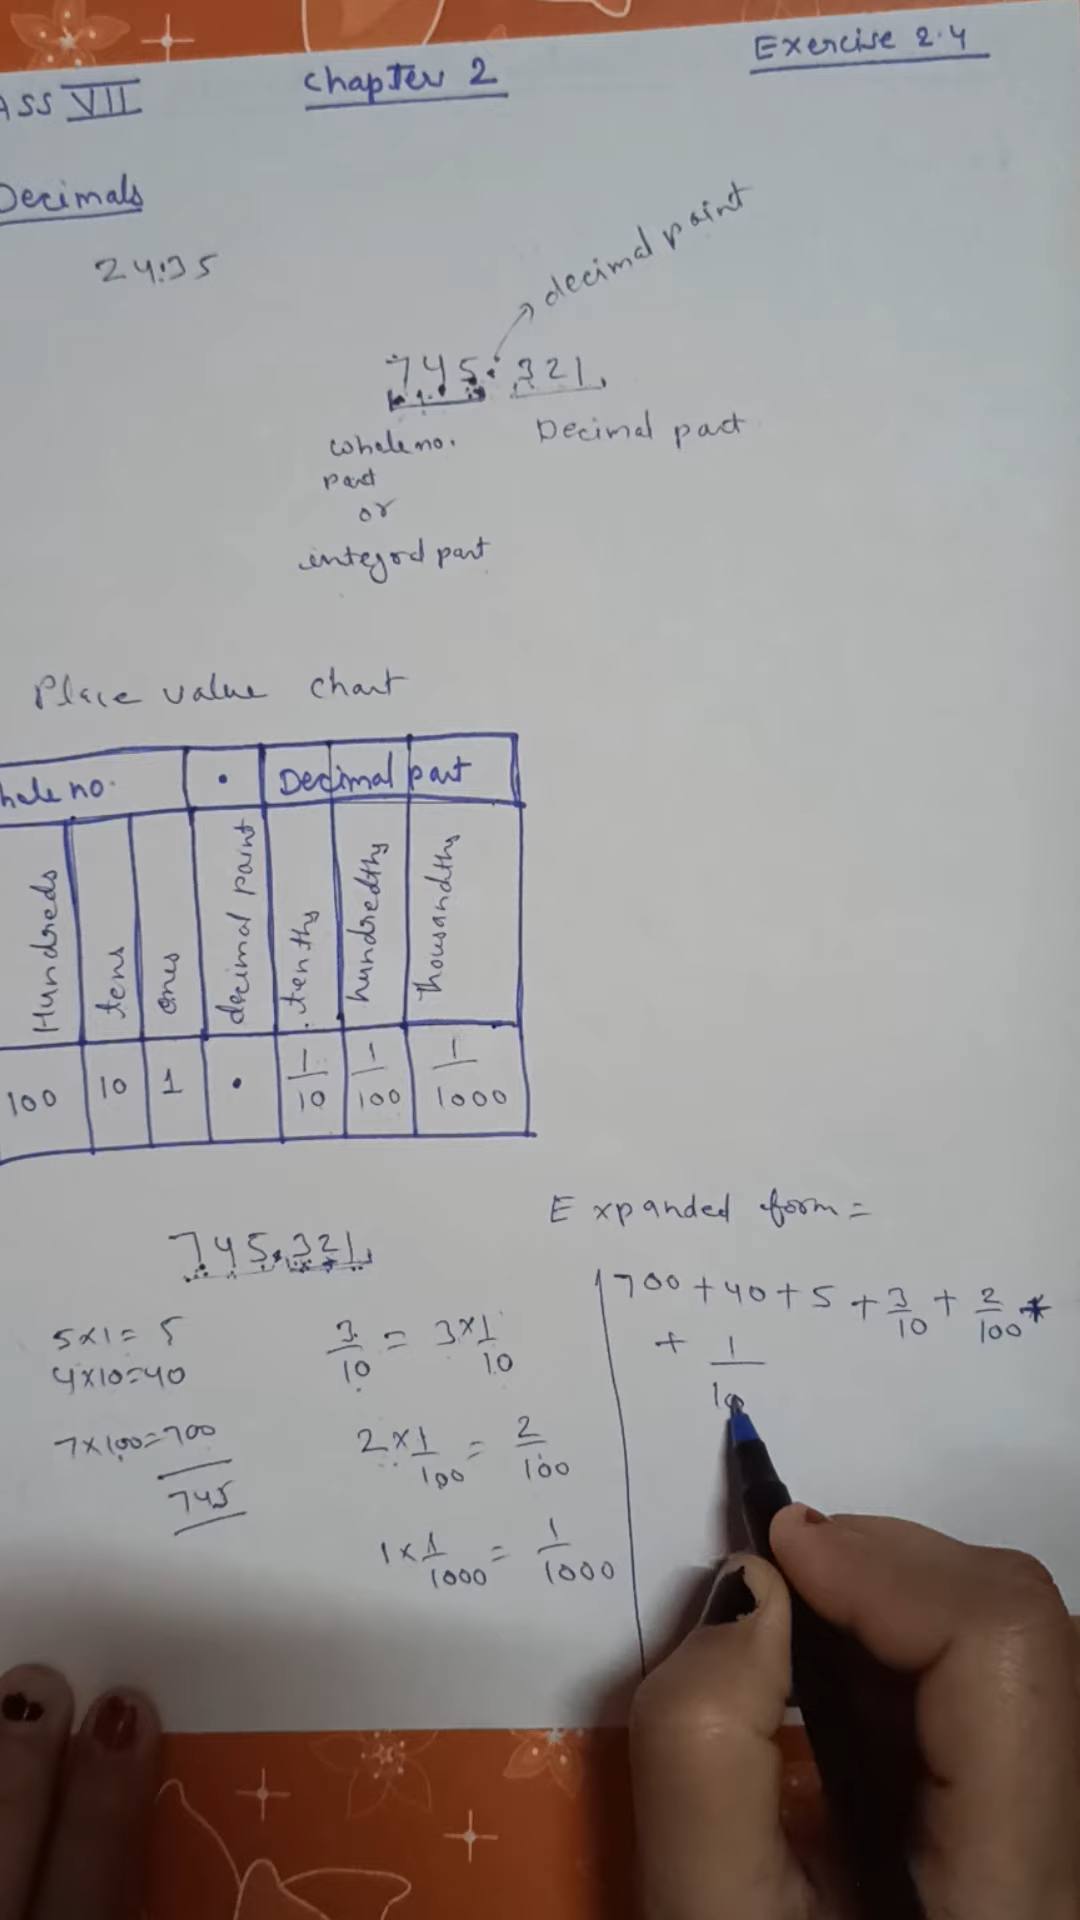 ASS VII Chapter 2 Exercise 2.4
Decimals
24.35
decimal point
745.321
whole no. Decimal part
part
or
integral part
Place value chart
hole no. . Decimal part
Hundreds tens ones decimal point tenths hundredths thousandths
100 10 1 . 1/10 1/100 1/1000
745.321
5×1=5
4×10=40
7×100=700
745
3/10 = 3×1/10
2×1/100 = 2/100
1×1/1000 = 1/1000
Expanded form =
700+40+5+3/10+2/100
+ 1/10